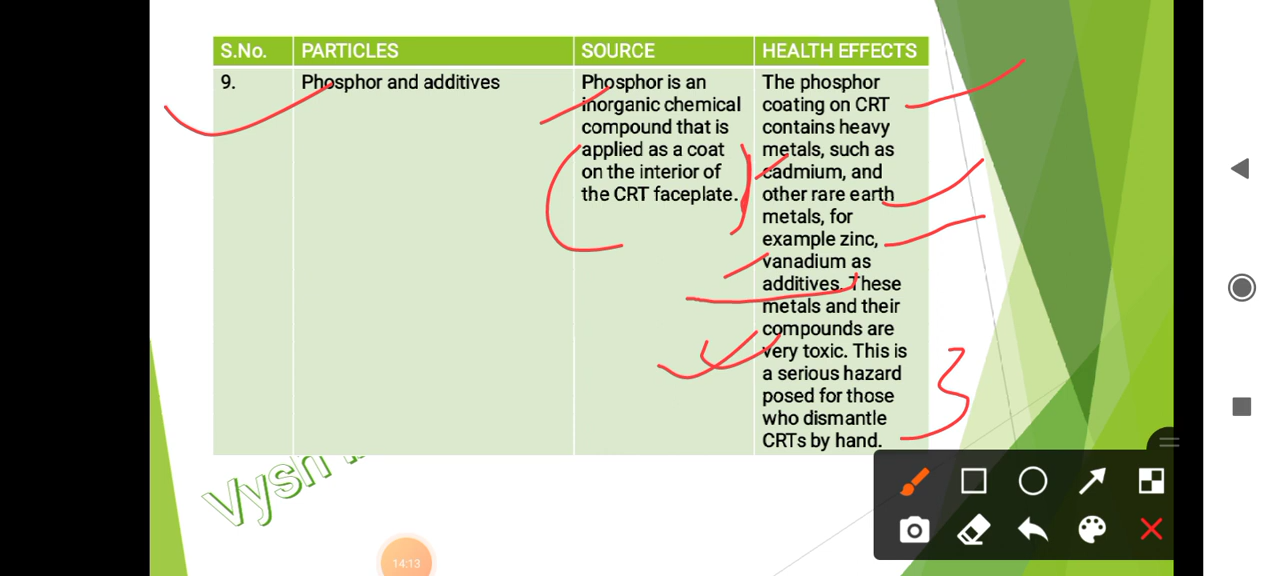 S.No. PARTICLES SOURCE HEALTH EFFECTS
9. Phosphor and additives
Phosphor is an
inorganic chemical
compound that is
applied as a coat
on the interior of
the CRT faceplate.
The phosphor
coating on CRT
contains heavy
metals, such as
cadmium, and
other rare earth
metals, for
example zinc,
vanadium as
additives. These
metals and their
compounds are
very toxic. This is
a serious hazard
posed for those
who dismantle
CRTs by hand.
14:13